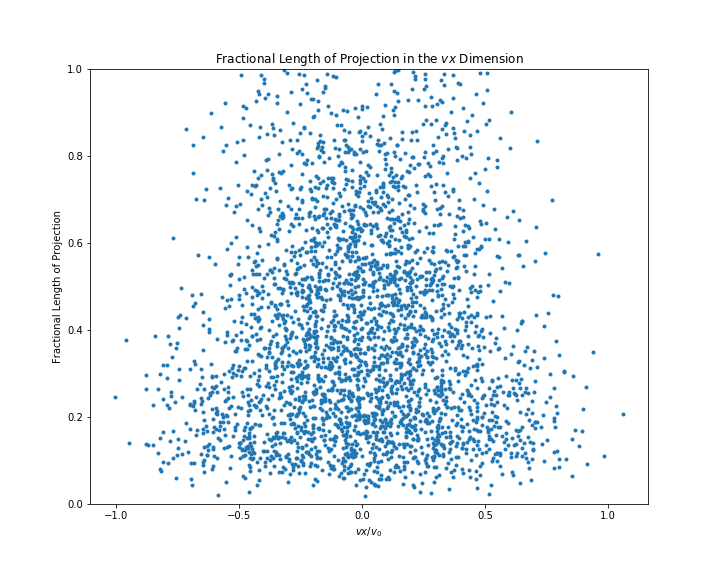 Fractional Length of Projection in the vx Dimension
Fractional Length of Projection
1.0
0.8
0.6
0.4
0.2
0.0
−1.0 −0.5 0.0 0.5 1.0
vx/v₀